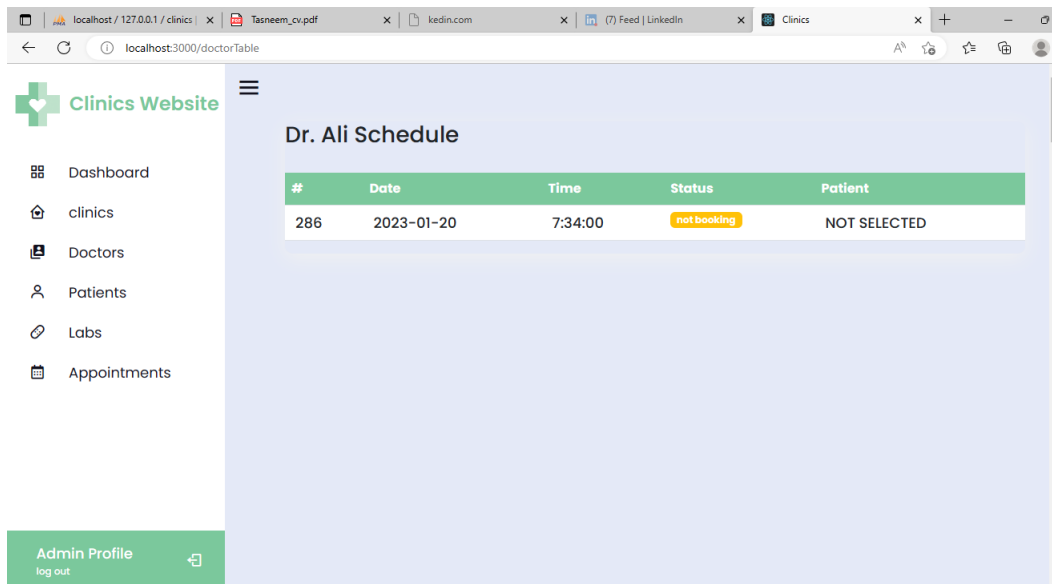 localhost / 127.0.0.1 / clinics |
Tasneem_cv.pdf
kedin.com
(7) Feed | LinkedIn
Clinics
localhost:3000/doctorTable
Clinics Website
Dashboard
clinics
Doctors
Patients
Labs
Appointments
Admin Profile
log out
Dr. Ali Schedule
# Date Time Status Patient
286 2023-01-20 7:34:00 not booking NOT SELECTED